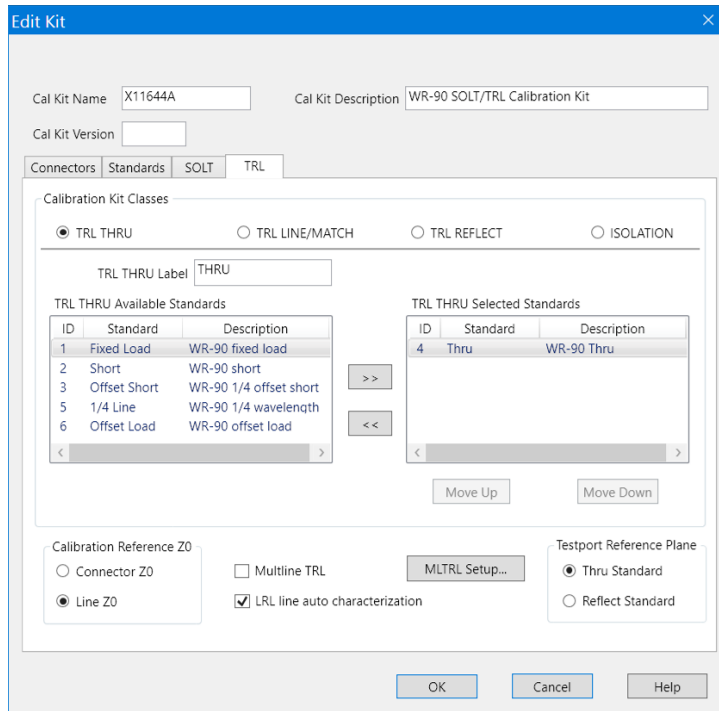 Edit Kit
Cal Kit Name X11644A Cal Kit Description WR-90 SOLT/TRL Calibration Kit
Cal Kit Version
Connectors Standards SOLT TRL
Calibration Kit Classes
TRL THRU TRL LINE/MATCH TRL REFLECT ISOLATION
TRL THRU Label THRU
TRL THRU Available Standards TRL THRU Selected Standards
ID Standard Description ID Standard Description
1 Fixed Load WR-90 fixed load 4 Thru WR-90 Thru
2 Short WR-90 short
3 Offset Short WR-90 1/4 offset short
>>
5 1/4 Line WR-90 1/4 wavelength
6 Offset Load WR-90 offset load
<<
Move Up Move Down
Calibration Reference Z0 Testport Reference Plane
Connector Z0 Multline TRL MLTRL Setup... Thru Standard
Line Z0 LRL line auto characterization Reflect Standard
OK Cancel Help